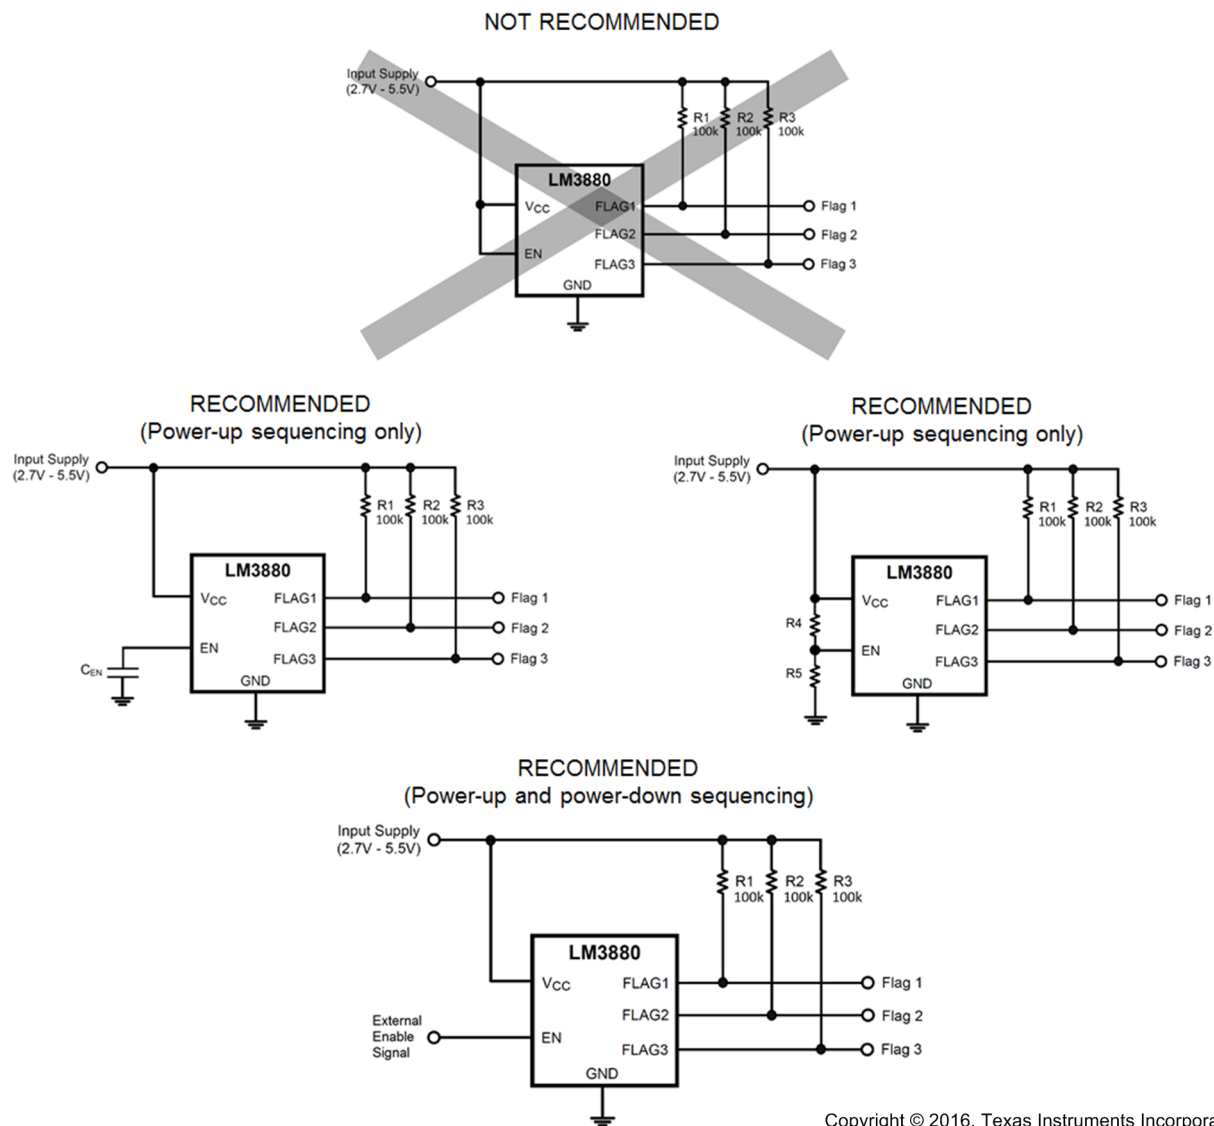 NOT RECOMMENDED
Input Supply
(2.7V - 5.5V)
R1
100k
R2
100k
R3
100k
LM3880
VCC
FLAG1
Flag 1
FLAG2
Flag 2
EN
FLAG3
Flag 3
GND
RECOMMENDED
(Power-up sequencing only)
Input Supply
(2.7V - 5.5V)
R1
100k
R2
100k
R3
100k
LM3880
VCC
FLAG1
Flag 1
FLAG2
Flag 2
EN
FLAG3
Flag 3
CEN
GND
RECOMMENDED
(Power-up sequencing only)
Input Supply
(2.7V - 5.5V)
R1
100k
R2
100k
R3
100k
LM3880
VCC
FLAG1
Flag 1
R4
FLAG2
Flag 2
EN
FLAG3
Flag 3
R5
GND
RECOMMENDED
(Power-up and power-down sequencing)
Input Supply
(2.7V - 5.5V)
R1
100k
R2
100k
R3
100k
LM3880
VCC
FLAG1
Flag 1
FLAG2
Flag 2
External
Enable
Signal
EN
FLAG3
Flag 3
GND
Copyright © 2016, Texas Instruments Incorpora